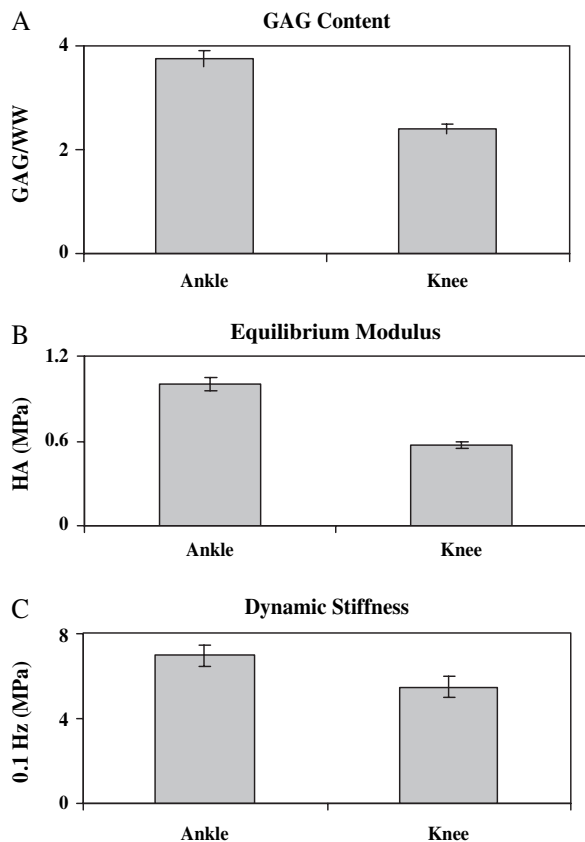 A
GAG Content
GAG/WW
4
2
0
Ankle Knee
B
Equilibrium Modulus
HA (MPa)
1.2
0.6
0
Ankle Knee
C
Dynamic Stiffness
0.1 Hz (MPa)
8
4
0
Ankle Knee